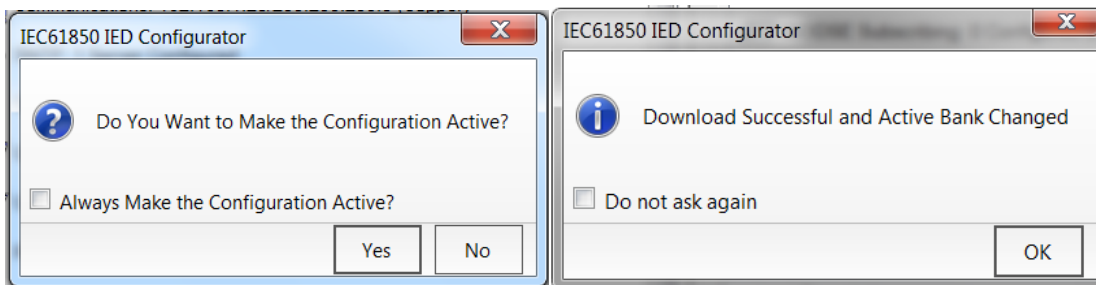 IEC61850 IED Configurator
Do You Want to Make the Configuration Active?
Always Make the Configuration Active?
Yes
No
IEC61850 IED Configurator
Download Successful and Active Bank Changed
Do not ask again
OK